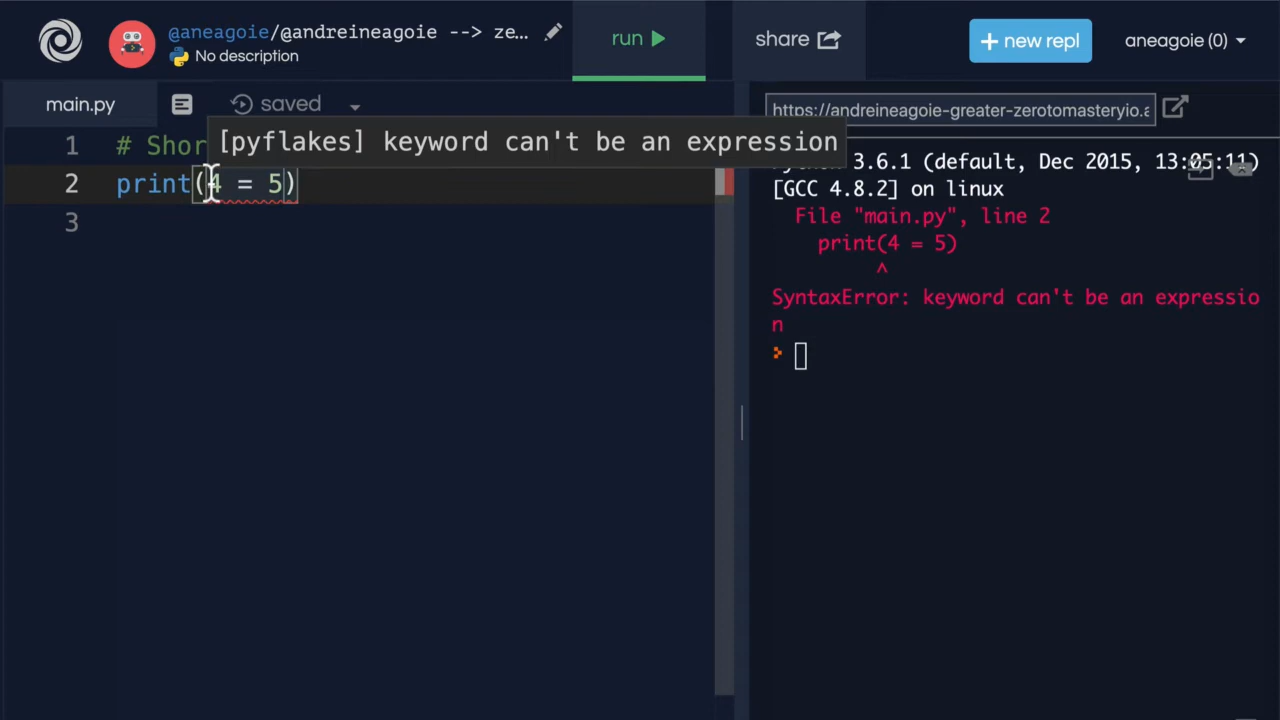 @aneagoie/@andreineagoie --> ze...
No description
run
share
+ new repl
aneagoie (0)
main.py
saved
https://andreineagoie-greater-zerotomasteryio.
1 # Shor
[pyflakes] keyword can't be an expression
2 print(4 = 5)
3
Python 3.6.1 (default, Dec 2015, 13:05:11)
[GCC 4.8.2] on linux
File "main.py", line 2
print(4 = 5)
^
SyntaxError: keyword can't be an expressio
n